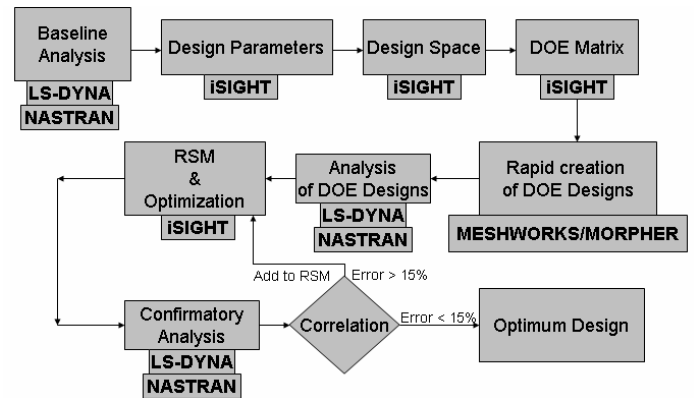 Baseline
Analysis
LS-DYNA
NASTRAN
Design Parameters
iSIGHT
Design Space
iSIGHT
DOE Matrix
iSIGHT
Rapid creation
of DOE Designs
MESHWORKS/MORPHER
Analysis
of DOE Designs
LS-DYNA
NASTRAN
RSM
&
Optimization
iSIGHT
Confirmatory
Analysis
LS-DYNA
NASTRAN
Add to RSM
Error > 15%
Correlation
Error < 15%
Optimum Design